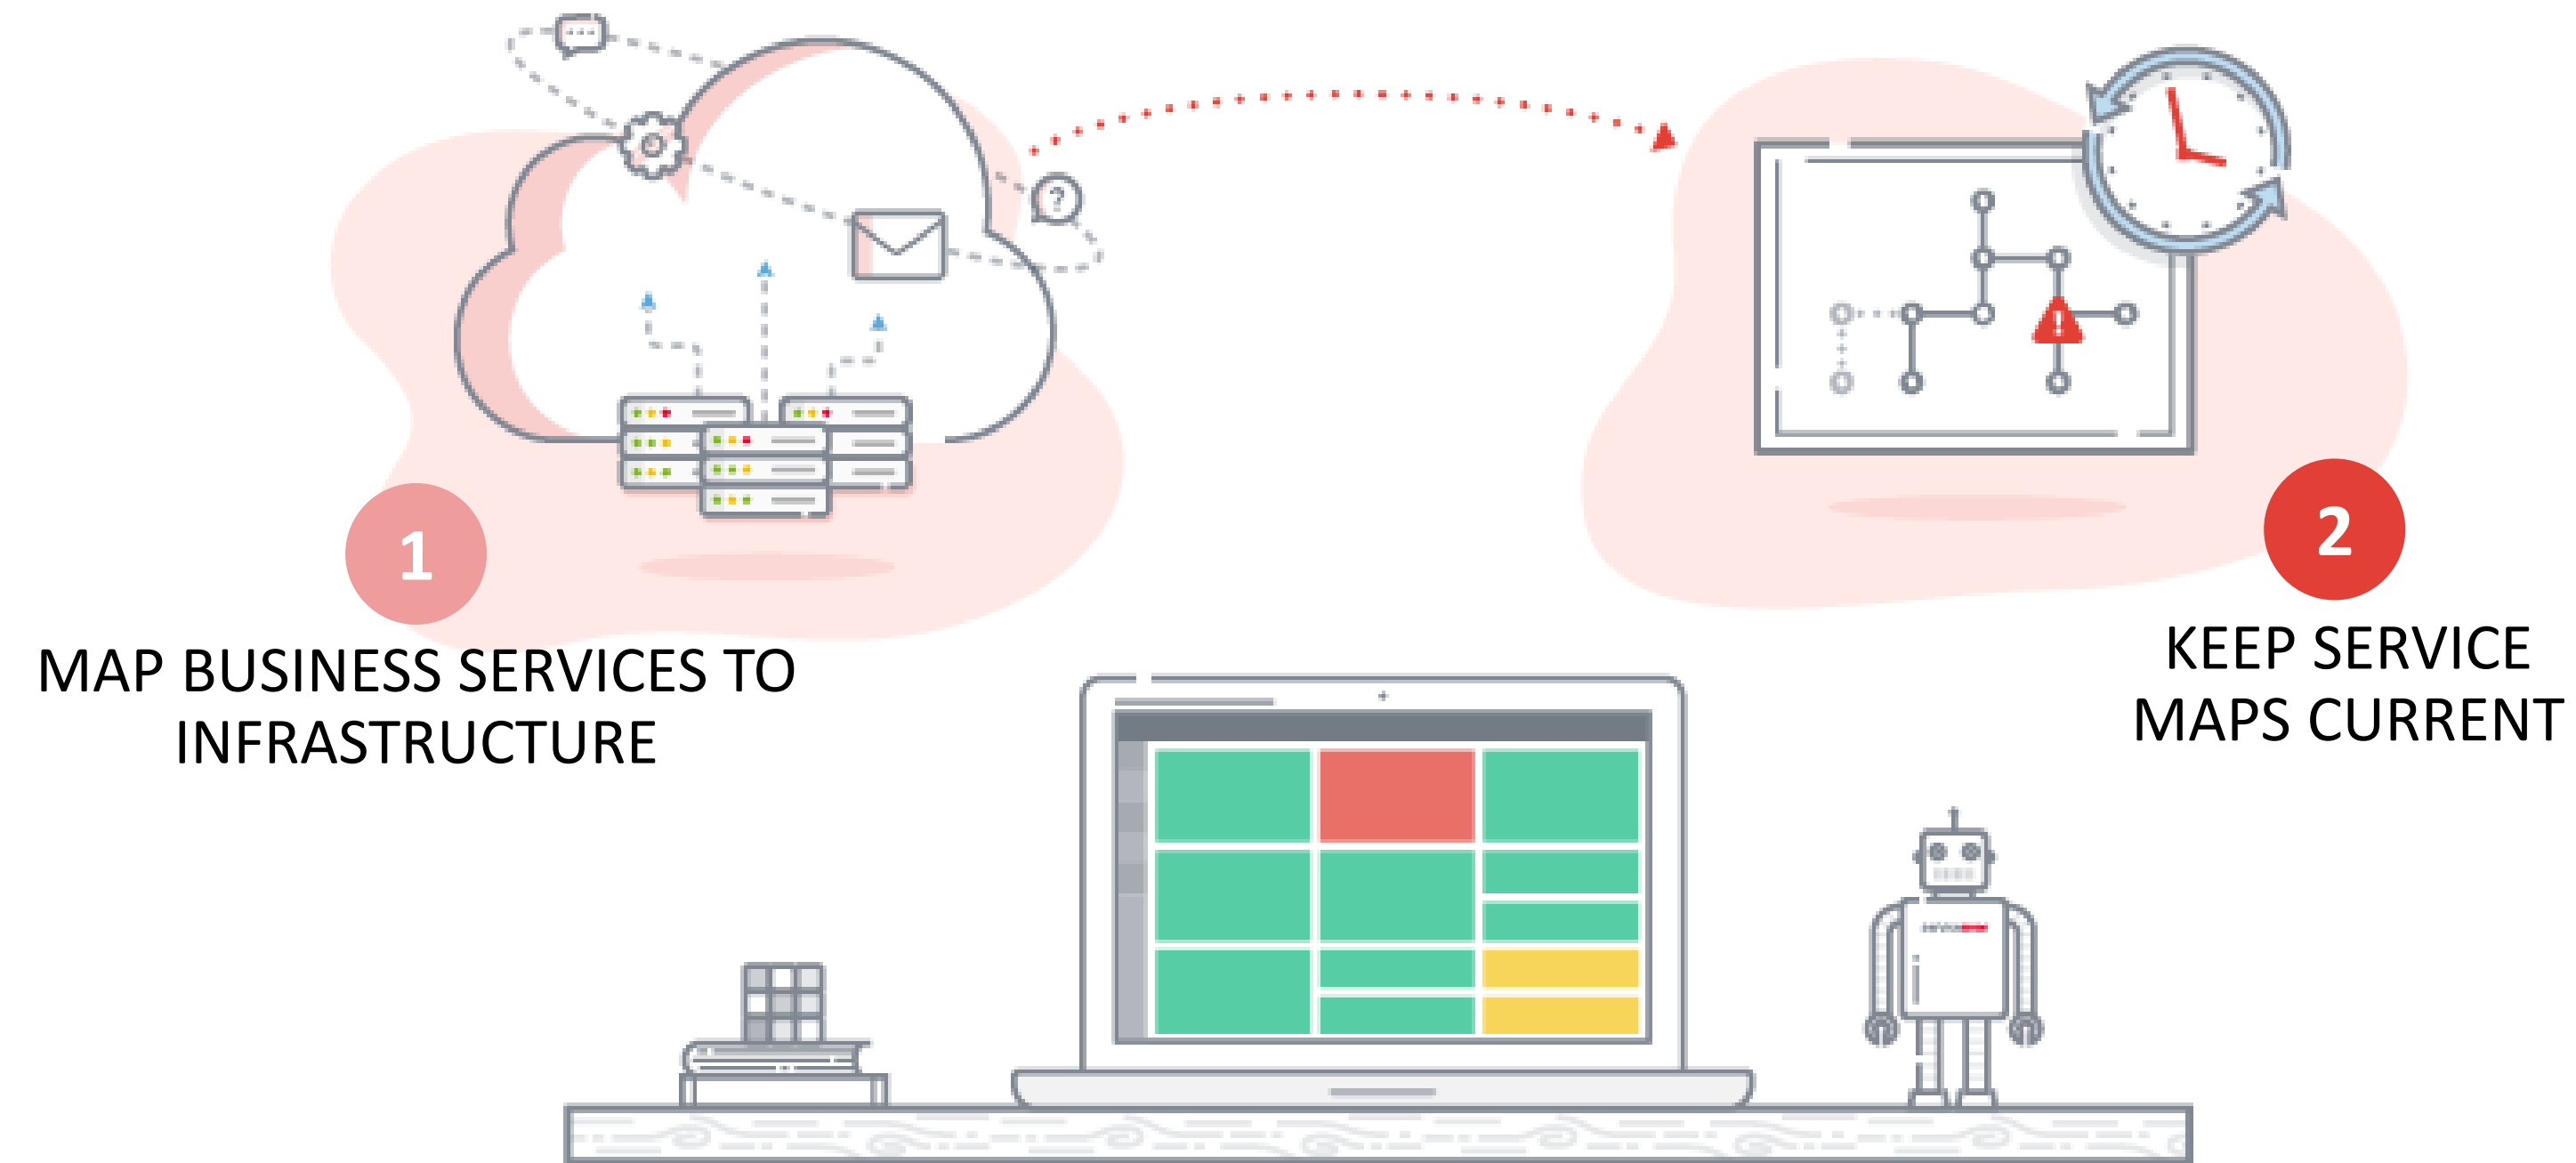 ?
!
1
MAP BUSINESS SERVICES TO
INFRASTRUCTURE
2
KEEP SERVICE
MAPS CURRENT